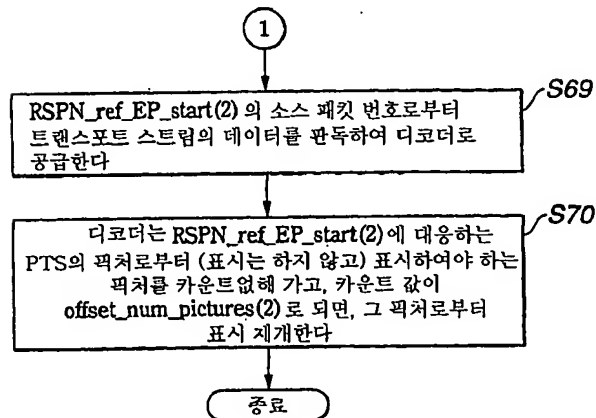 1
S69
RSPN_ref_EP_start(2) 의 소스 패킷 번호로부터
트랜스포트 스트림의 데이터를 판독하여 디코더로
공급한다
S70
디코더는 RSPN_ref_EP_start(2) 에 대응하는
PTS의 픽처로부터 (표시는 하지 않고) 표시하여야 하는
픽처를 카운트없해 가고, 카운트 값이
offset_num_pictures(2) 로 되면, 그 픽처로부터
표시 재개한다
종료